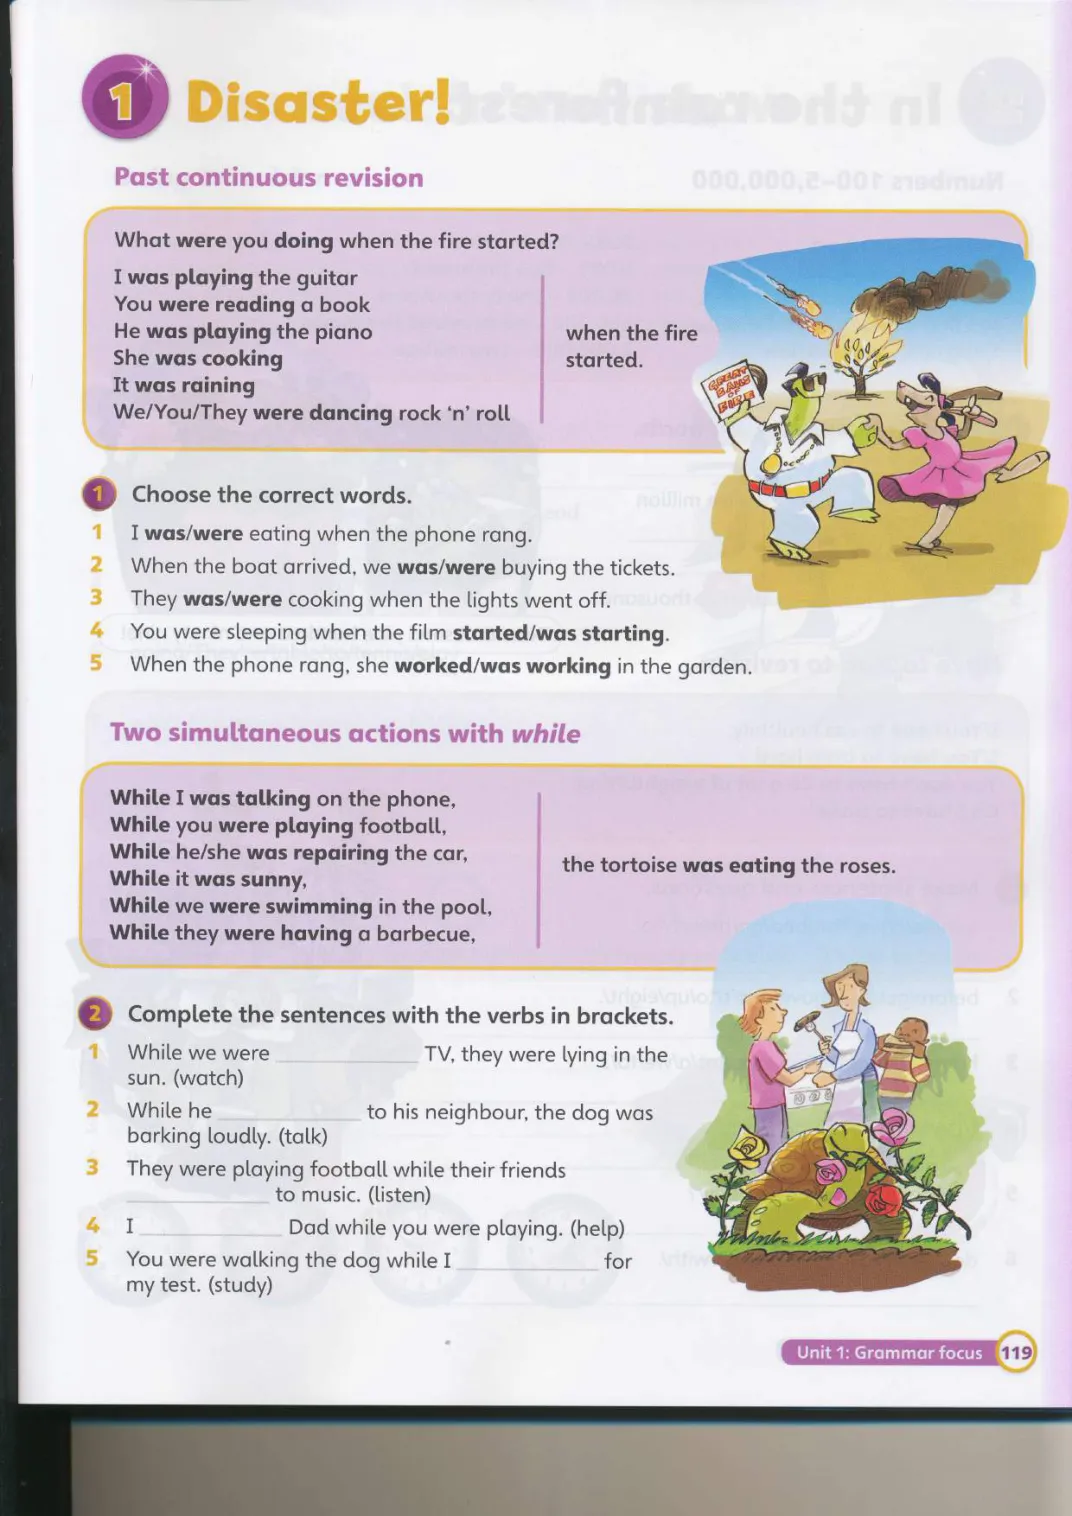 1 Disaster!
Past continuous revision
What were you doing when the fire started?
I was playing the guitar
You were reading a book
He was playing the piano
She was cooking
It was raining
We/You/They were dancing rock ‘n’ roll
when the fire
started.
GREAT
BALLS
OF
FIRE
1 Choose the correct words.
1 I was/were eating when the phone rang.
2 When the boat arrived, we was/were buying the tickets.
3 They was/were cooking when the lights went off.
4 You were sleeping when the film started/was starting.
5 When the phone rang, she worked/was working in the garden.
Two simultaneous actions with while
While I was talking on the phone,
While you were playing football,
While he/she was repairing the car,
While it was sunny,
While we were swimming in the pool,
While they were having a barbecue,
the tortoise was eating the roses.
2 Complete the sentences with the verbs in brackets.
1 While we were ____________ TV, they were lying in the
sun. (watch)
2 While he ____________ to his neighbour, the dog was
barking loudly. (talk)
3 They were playing football while their friends
____________ to music. (listen)
4 I ____________ Dad while you were playing. (help)
5 You were walking the dog while I ____________ for
my test. (study)
Unit 1: Grammar focus 119